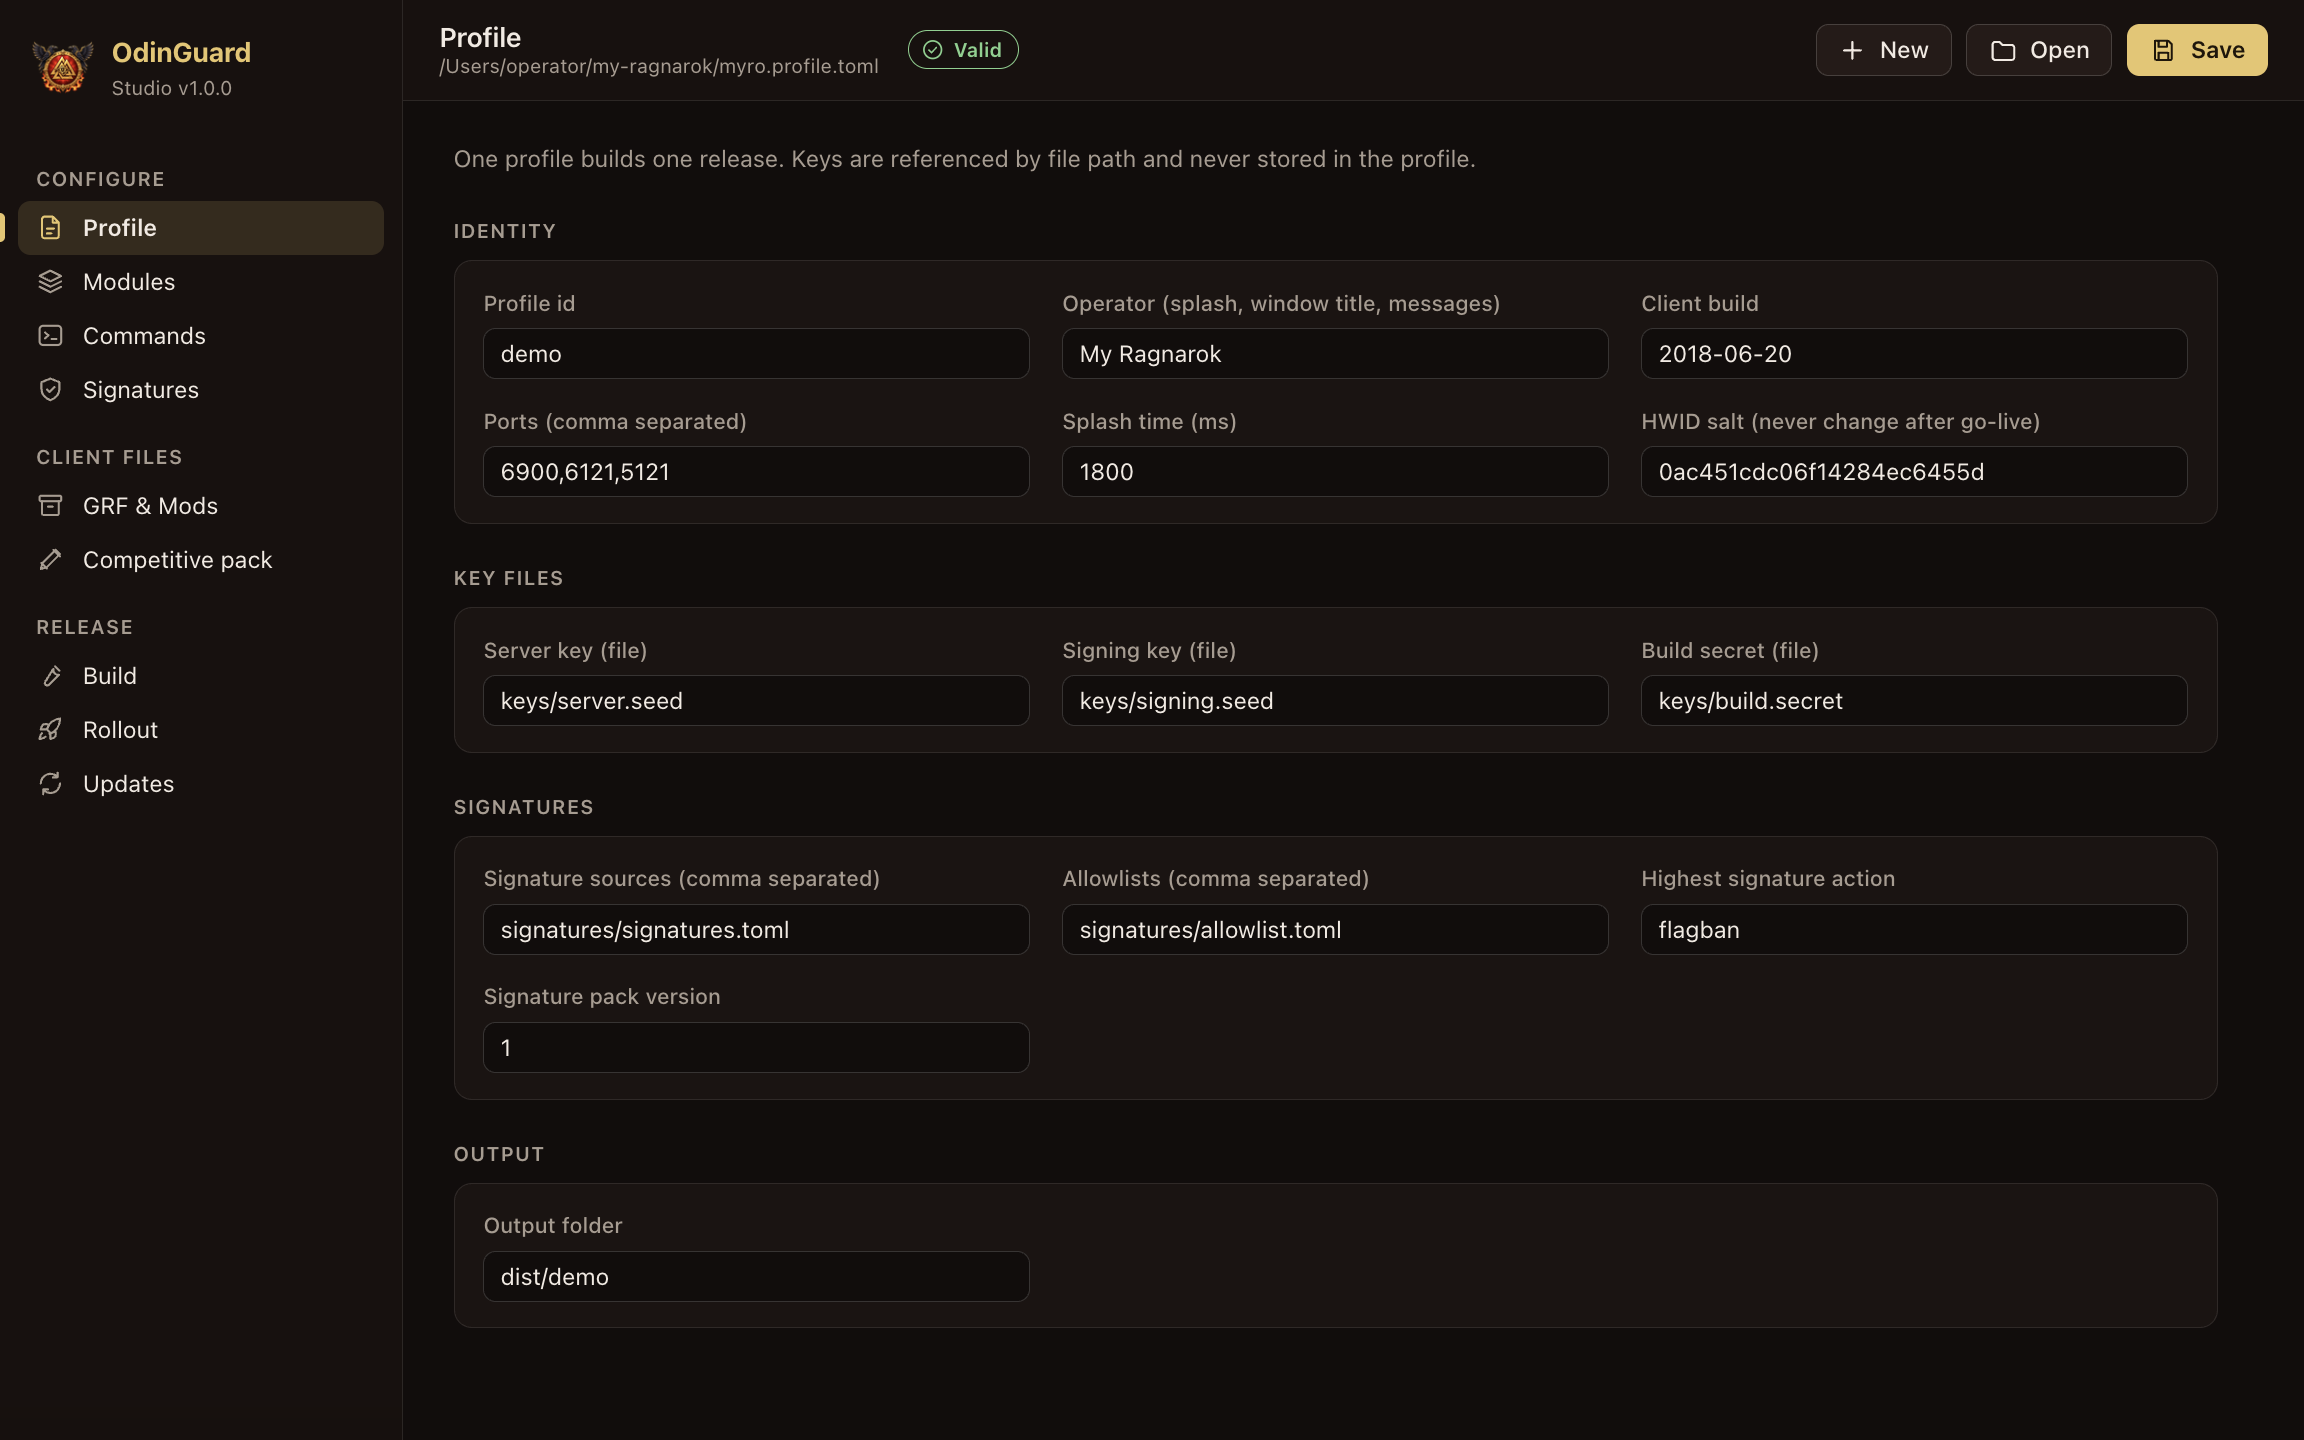 OdinGuard
Studio v1.0.0
CONFIGURE
Profile
Modules
Commands
Signatures
CLIENT FILES
GRF & Mods
Competitive pack
RELEASE
Build
Rollout
Updates
Profile
/Users/operator/my-ragnarok/myro.profile.toml
Valid
New
Open
Save
One profile builds one release. Keys are referenced by file path and never stored in the profile.
IDENTITY
Profile id
Operator (splash, window title, messages)
Client build
demo
My Ragnarok
2018-06-20
Ports (comma separated)
Splash time (ms)
HWID salt (never change after go-live)
6900,6121,5121
1800
0ac451cdc06f14284ec6455d
KEY FILES
Server key (file)
Signing key (file)
Build secret (file)
keys/server.seed
keys/signing.seed
keys/build.secret
SIGNATURES
Signature sources (comma separated)
Allowlists (comma separated)
Highest signature action
signatures/signatures.toml
signatures/allowlist.toml
flagban
Signature pack version
1
OUTPUT
Output folder
dist/demo